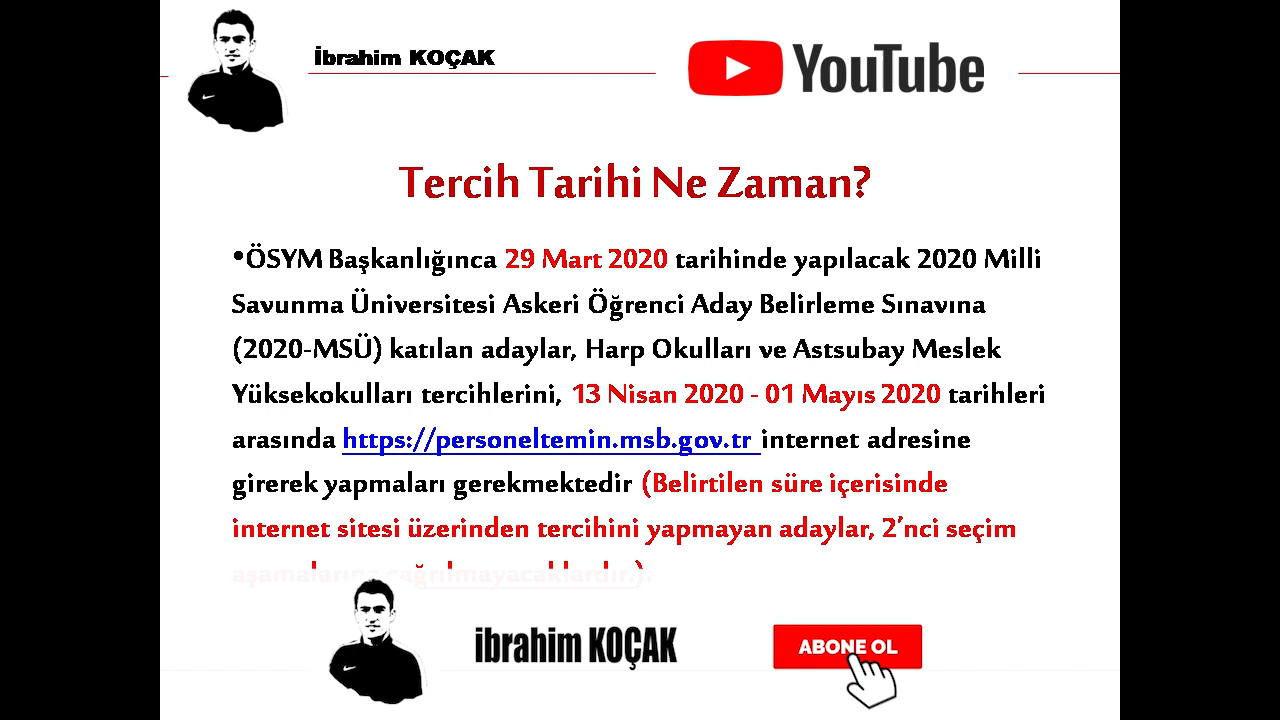 İbrahim KOÇAK
YouTube
Tercih Tarihi Ne Zaman?
•ÖSYM Başkanlığınca 29 Mart 2020 tarihinde yapılacak 2020 Milli
Savunma Üniversitesi Askeri Öğrenci Aday Belirleme Sınavına
(2020-MSÜ) katılan adaylar, Harp Okulları ve Astsubay Meslek
Yüksekokulları tercihlerini, 13 Nisan 2020 - 01 Mayıs 2020 tarihleri
arasında https://personeltemin.msb.gov.tr internet adresine
girerek yapmaları gerekmektedir (Belirtilen süre içerisinde
internet sitesi üzerinden tercihini yapmayan adaylar, 2'nci seçim
aşamalarına çağrılmayacaklardır.).
ibrahim KOÇAK
ABONE OL